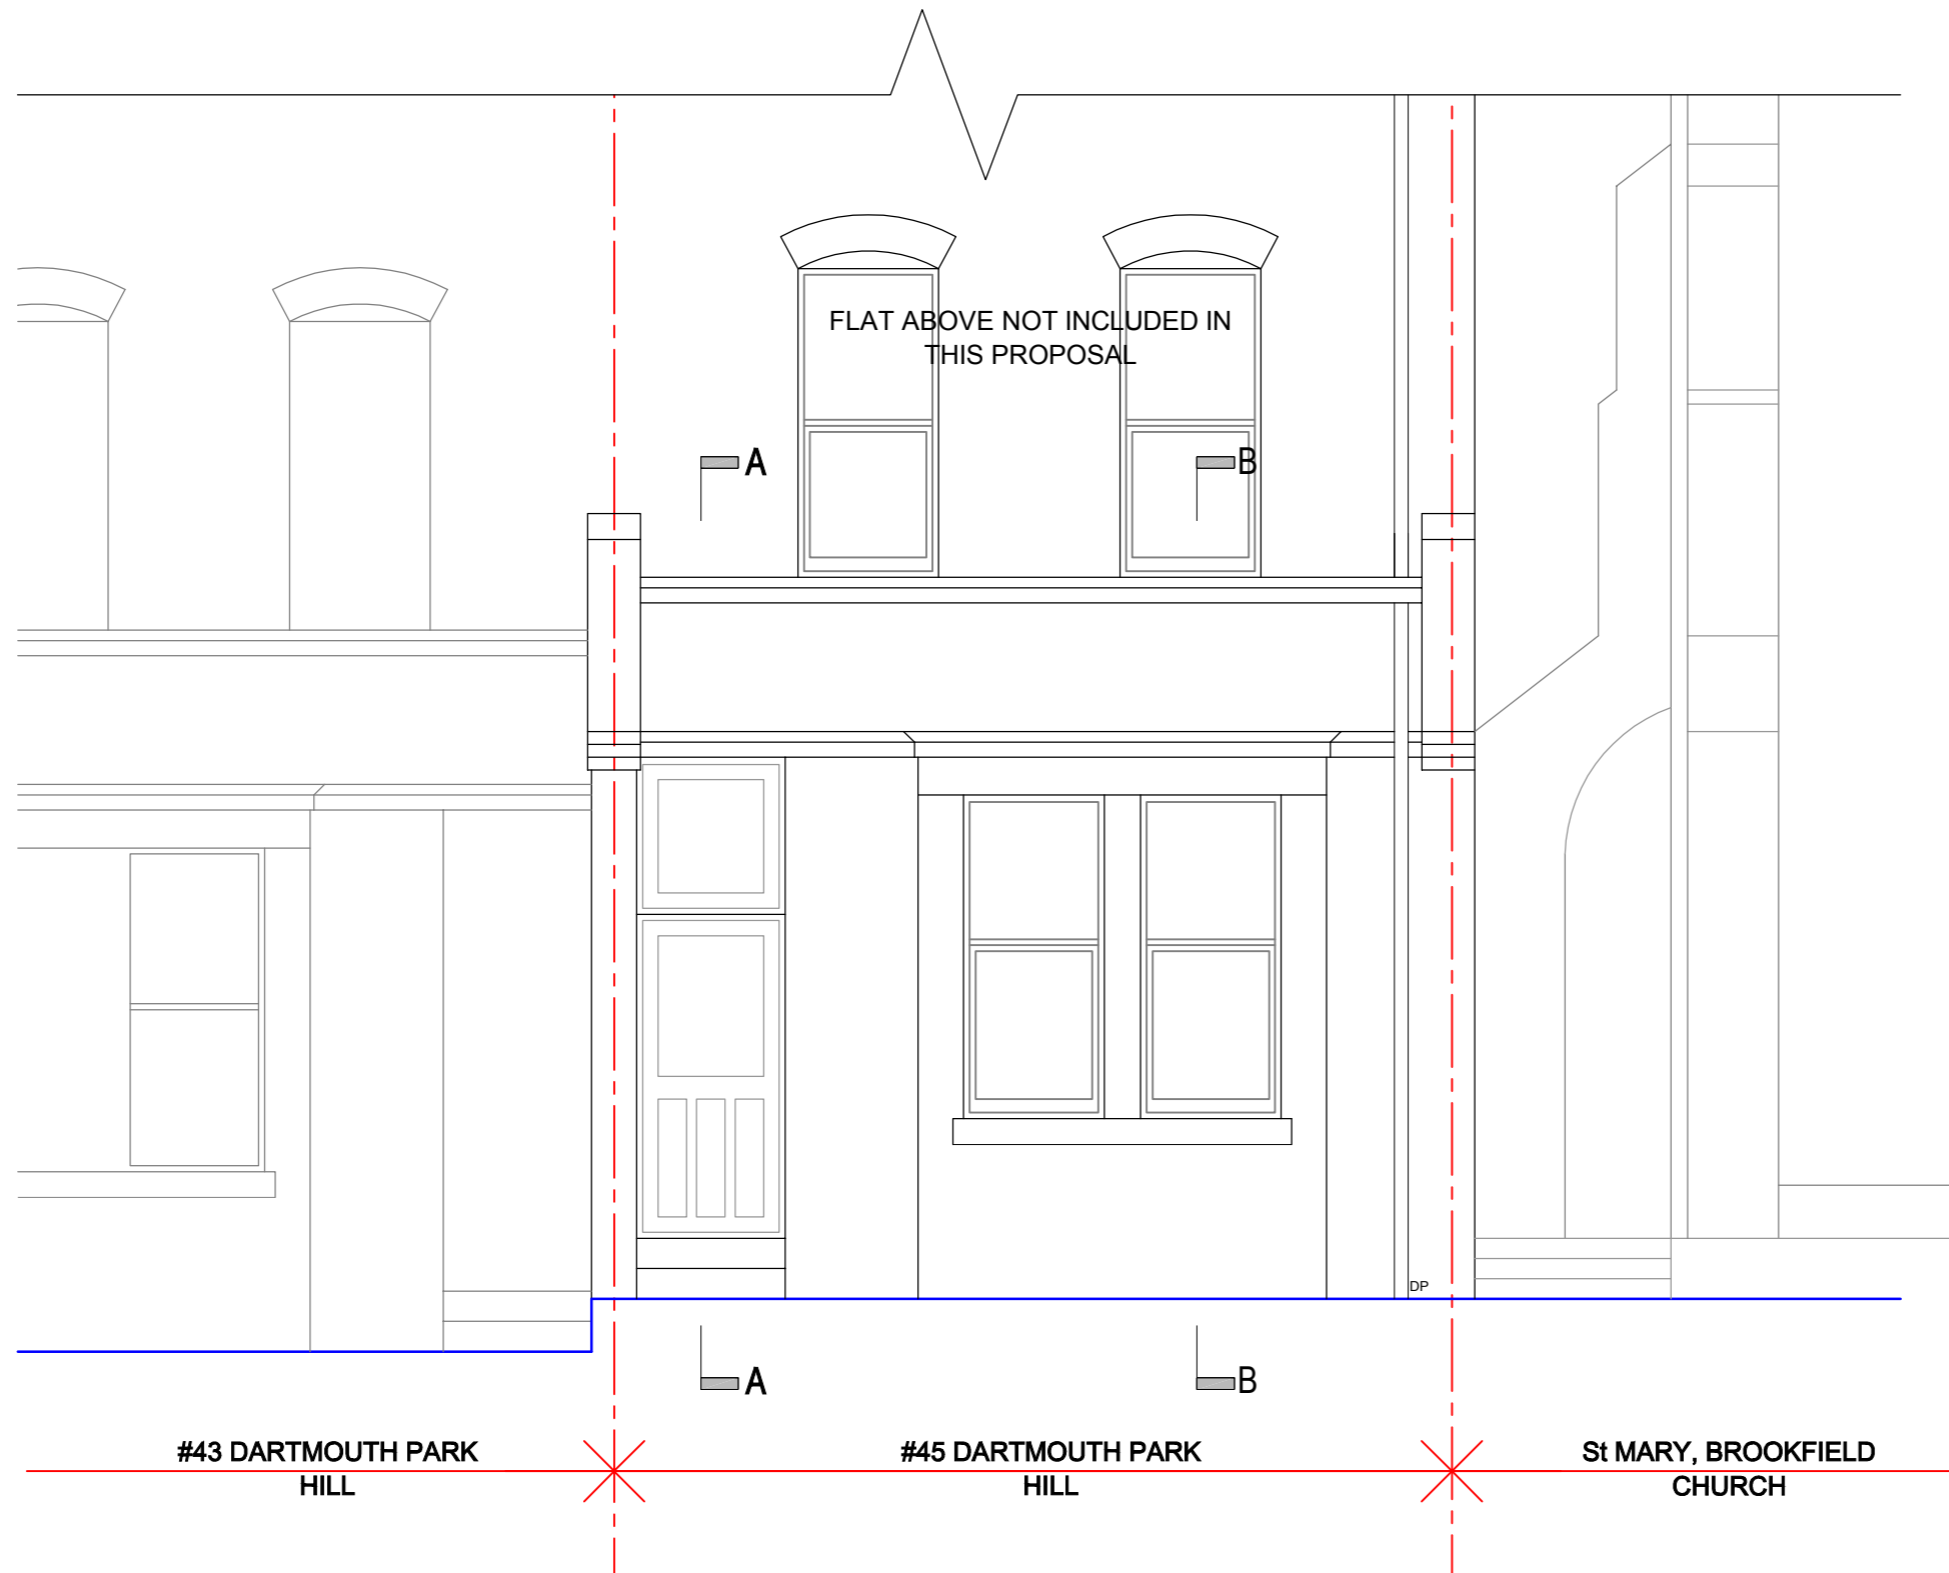 FLAT ABOVE NOT INCLUDED IN
THIS PROPOSAL
A
B
DP
A
B
#43 DARTMOUTH PARK
HILL
#45 DARTMOUTH PARK
HILL
St MARY, BROOKFIELD
CHURCH